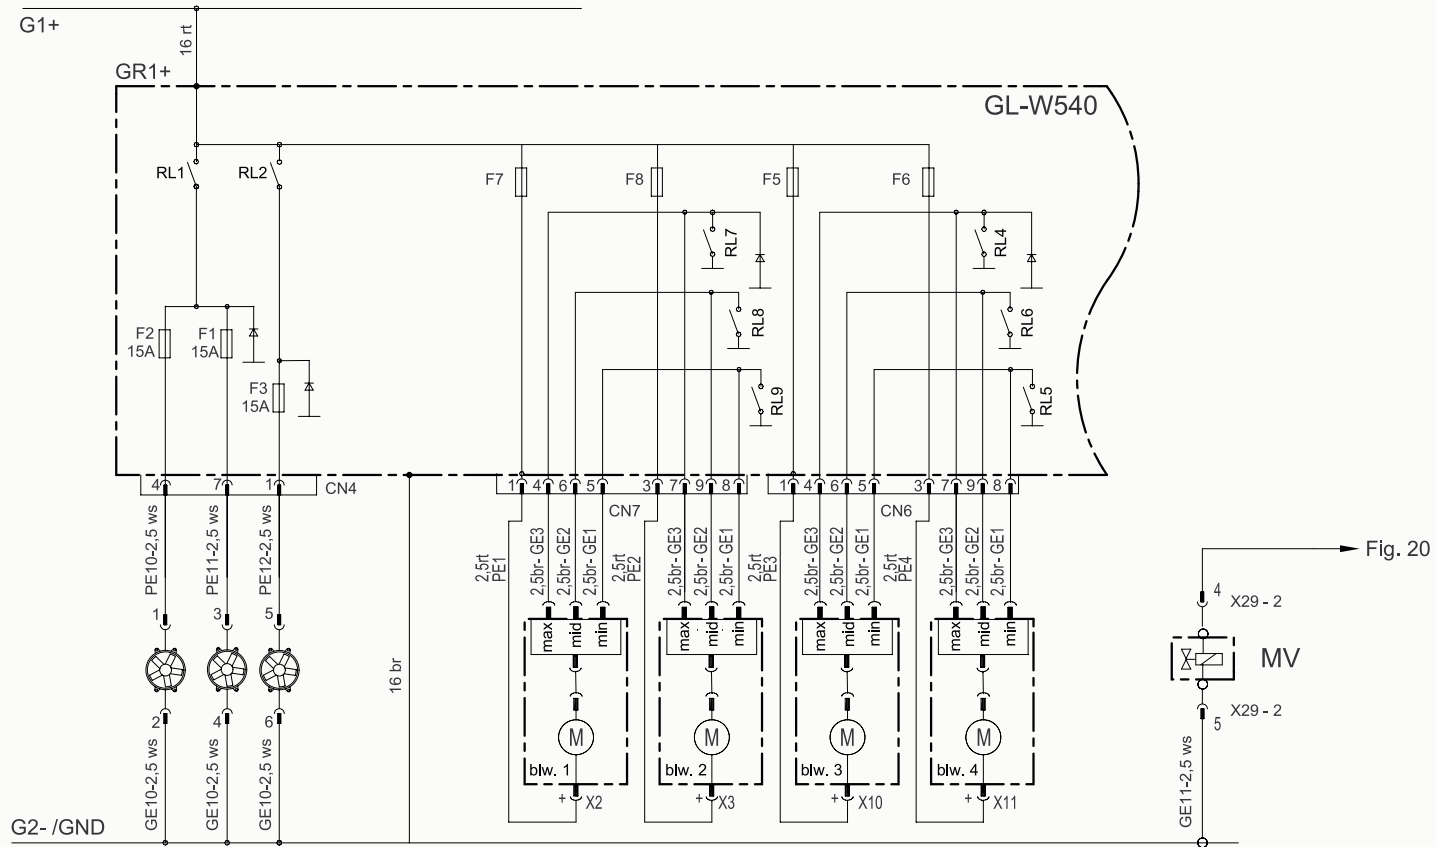 G1+
16 rt
GR1+
GL-W540
RL1
RL2
F7
F8
F5
F6
RL7
RL4
RL8
RL6
RL9
RL5
F2
15A
F1
15A
F3
15A
4
7
1
CN4
1
4
6
5
3
7
9
8
CN7
1
4
6
5
3
7
9
8
CN6
PE10-2,5 ws
PE11-2,5 ws
PE12-2,5 ws
2,5rt
PE1
2,5br- GE3
2,5br- GE2
2,5br- GE1
2,5rt
PE2
2,5br- GE3
2,5br- GE2
2,5br- GE1
2,5rt
PE3
2,5br- GE3
2,5br- GE2
2,5br- GE1
2,5rt
PE4
2,5br- GE3
2,5br- GE2
2,5br- GE1
Fig. 20
4
X29 - 2
1
3
5
max
mid
min
max
mid
min
max
mid
min
max
mid
min
MV
16 br
2
4
6
5
X29 - 2
M
M
M
M
blw. 1
blw. 2
blw. 3
blw. 4
+
X2
+
X3
+
X10
+
X11
GE10-2,5 ws
GE10-2,5 ws
GE10-2,5 ws
GE11-2,5 ws
G2- /GND